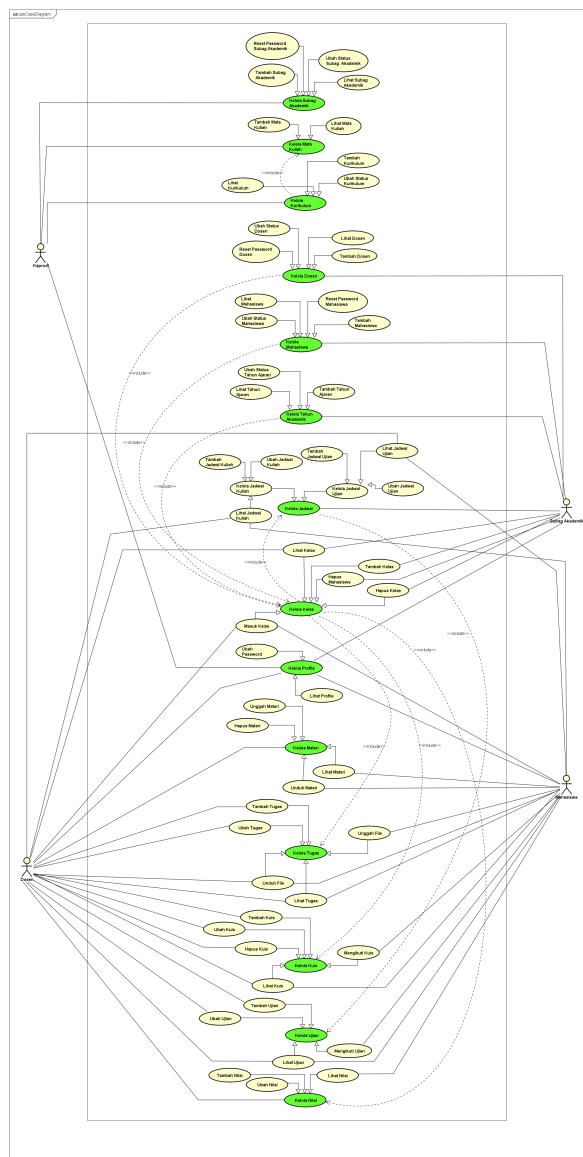 uc UseCaseDiagram
Reset Password
Subag Akademik
Ubah Status
Subag Akademik
Tambah Subag
Akademik
Lihat Subag
Akademik
Kelola Subag
Akademik
Tambah Mata
Kuliah
Lihat Mata
Kuliah
Kelola Mata
Kuliah
<<include>>
Tambah
Kurikulum
Lihat
Kurikulum
Ubah Status
Kurikulum
Kelola
Kurikulum
Kaprodi
Ubah Status
Dosen
Lihat Dosen
Reset Password
Dosen
Tambah Dosen
Kelola Dosen
Lihat
Mahasiswa
Reset Password
Mahasiswa
Ubah Status
Mahasiswa
Tambah
Mahasiswa
Kelola
Mahasiswa
<<include>>
Ubah Status
Tahun Ajaran
Lihat Tahun
Ajaran
Tambah Tahun
Ajaran
Kelola Tahun
Akademik
<<include>>
<<include>>
Tambah
Jadwal Kuliah
Ubah Jadwal
Kuliah
Tambah
Jadwal Ujian
Lihat Jadwal
Ujian
Kelola Jadwal
Kuliah
Kelola Jadwal
Ujian
Ubah Jadwal
Ujian
Lihat Jadwal
Kuliah
Kelola Jadwal
Subag Akademik
Lihat Kelas
<<include>>
Tambah Kelas
Hapus
Mahasiswa
Hapus Kelas
Kelola Kelas
Masuk Kelas
<<include>>
Ubah
Password
Kelola Profile
Lihat Profile
Unggah Materi
Hapus Materi
Kelola Materi
<<include>>
<<include>>
Lihat Materi
Unduh Materi
Mahasiswa
Tambah Tugas
Ubah Tugas
Unggah File
Kelola Tugas
Dosen
Unduh File
Lihat Tugas
Tambah Kuis
Ubah Kuis
Hapus Kuis
Mengikuti Kuis
Kelola Kuis
Lihat Kuis
Tambah Ujian
Ubah Ujian
Kelola Ujian
Mengikuti Ujian
Lihat Ujian
Tambah Nilai
Lihat Nilai
Ubah Nilai
Kelola Nilai